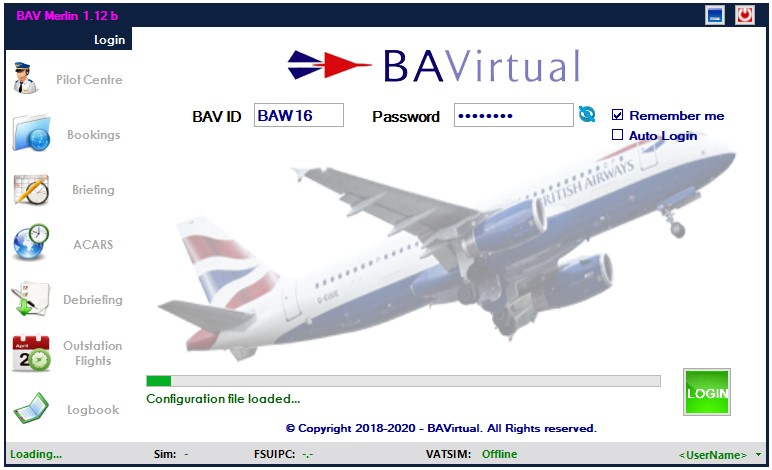 BAV Merlin 1.12 b
Login
Pilot Centre
Bookings
Briefing
ACARS
Debriefing
April
2
Outstation
Flights
Logbook
BAVirtual
BAV ID
BAW16
Password
••••••••
Remember me
Auto Login
BRITISH AIRWAYS
G-EUUE
Configuration file loaded...
LOGIN
© Copyright 2018-2020 - BAVirtual. All Rights reserved.
Loading...
Sim: -
FSUIPC: -.-
VATSIM: Offline
<UserName>